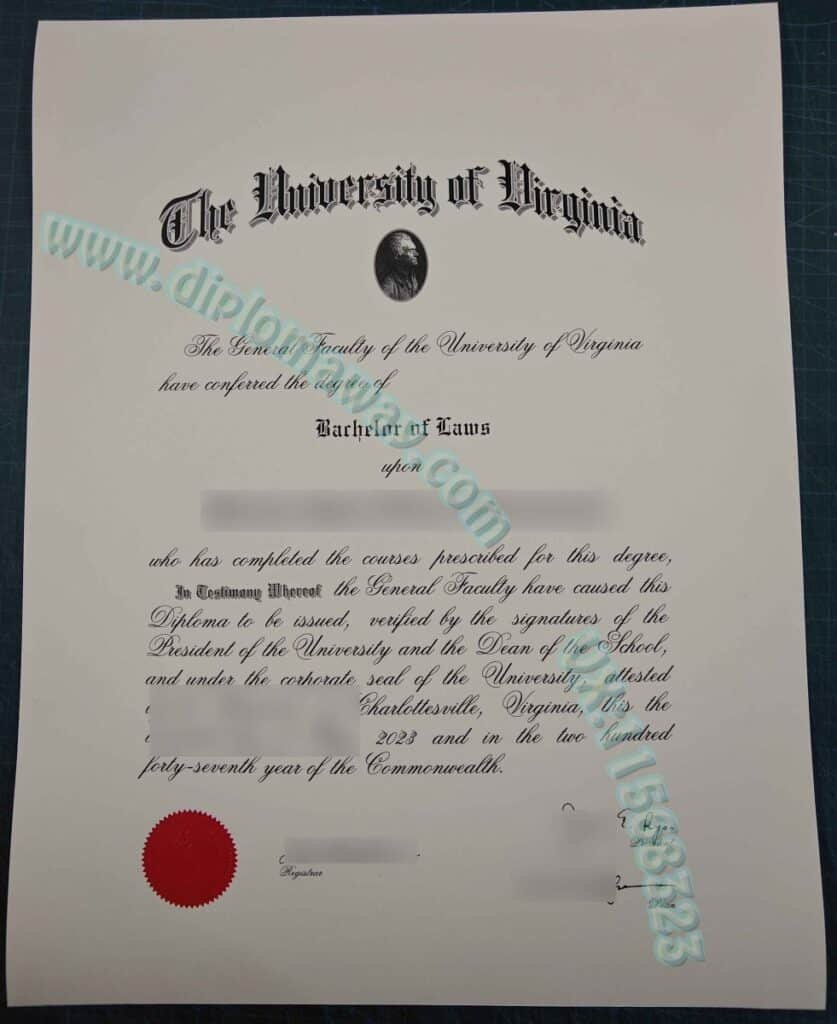 The University of Virginia
www.diplomaway.com
The General Faculty of the University of Virginia
have conferred the degree of
Bachelor of Laws
upon
who has completed the courses prescribed for this degree,
In Testimony Whereof the General Faculty have caused this
Diploma to be issued, verified by the signatures of the
President of the University and the Dean of the School,
and under the corhorate seal of the University, attested
Charlottesville, Virginia, this the
2023 and in the two hundred
forty-seventh year of the Commonwealth.
Registrar